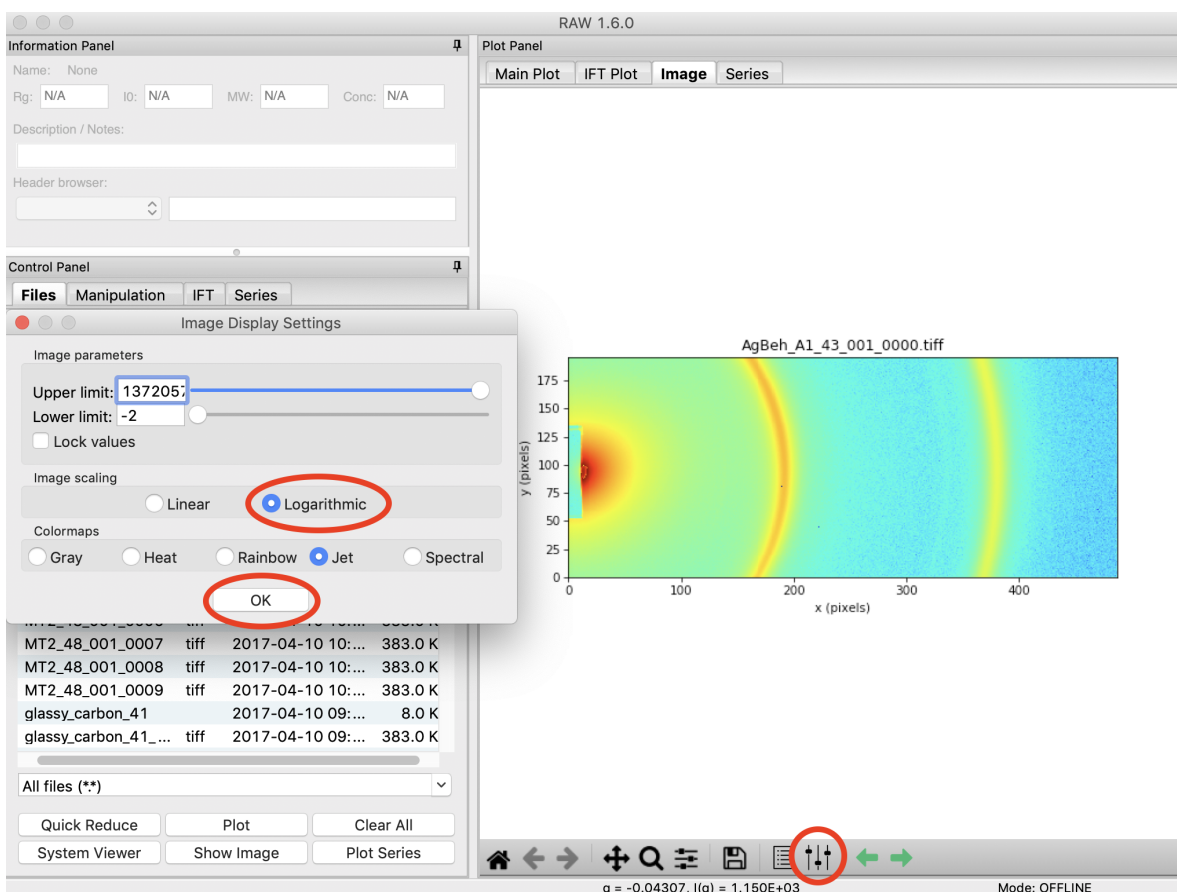 RAW 1.6.0
Information Panel
Name: None
Rg: N/A I0: N/A MW: N/A Conc: N/A
Description / Notes:
Header browser:
Control Panel
Files Manipulation IFT Series
Image Display Settings
Image parameters
Upper limit: 1372057
Lower limit: -2
Lock values
Image scaling
Linear Logarithmic
Colormaps
Gray Heat Rainbow Jet Spectral
OK
MT2_48_001_0007 tiff 2017-04-10 10:... 383.0 K
MT2_48_001_0008 tiff 2017-04-10 10:... 383.0 K
MT2_48_001_0009 tiff 2017-04-10 10:... 383.0 K
glassy_carbon_41 2017-04-10 09:... 8.0 K
glassy_carbon_41_... tiff 2017-04-10 09:... 383.0 K
All files (*.*)
Quick Reduce Plot Clear All
System Viewer Show Image Plot Series
Plot Panel
Main Plot IFT Plot Image Series
AgBeh_A1_43_001_0000.tiff
175
150
125
100
75
50
25
0
y (pixels)
0 100 200 300 400
x (pixels)
q = -0.04307, I(q) = 1.150E+03 Mode: OFFLINE